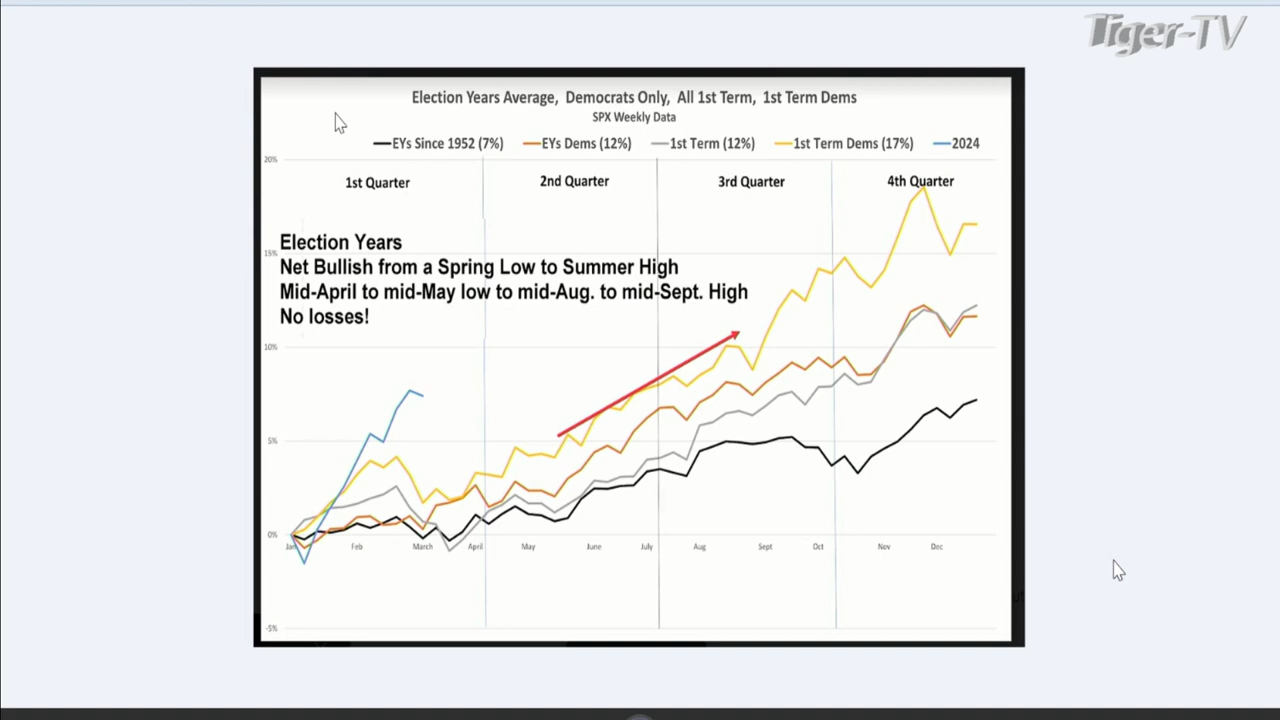 Tiger-TV
Election Years Average, Democrats Only, All 1st Term, 1st Term Dems
SPX Weekly Data
EYs Since 1952 (7%) EYs Dems (12%) 1st Term (12%) 1st Term Dems (17%) 2024
20%
1st Quarter 2nd Quarter 3rd Quarter 4th Quarter
Election Years
15%
Net Bullish from a Spring Low to Summer High
Mid-April to mid-May low to mid-Aug. to mid-Sept. High
No losses!
10%
5%
0%
Jan Feb March April May June July Aug Sept Oct Nov Dec
-5%